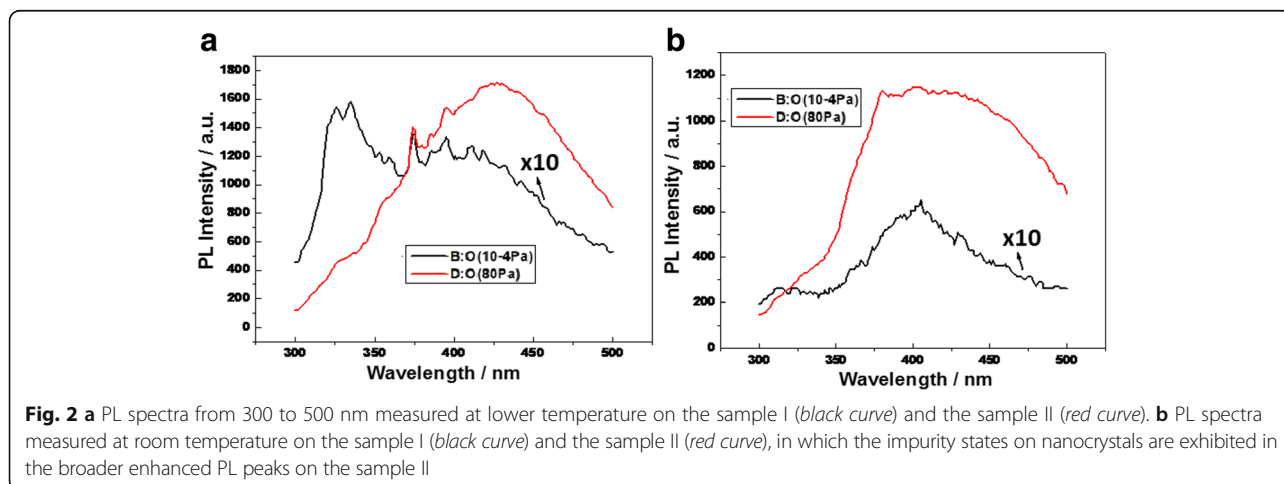 a
1800
1600
1400
1200
1000
800
600
400
200
0
PL Intensity / a.u.
x10
B:O(10-4Pa)
D:O(80Pa)
300
350
400
450
500
Wavelength / nm
b
1200
1000
800
600
400
200
0
PL Intensity / a.u.
B:O(10-4Pa)
D:O(80Pa)
x10
300
350
400
450
500
Wavelength / nm
Fig. 2 a PL spectra from 300 to 500 nm measured at lower temperature on the sample I (black curve) and the sample II (red curve). b PL spectra
measured at room temperature on the sample I (black curve) and the sample II (red curve), in which the impurity states on nanocrystals are exhibited in
the broader enhanced PL peaks on the sample II